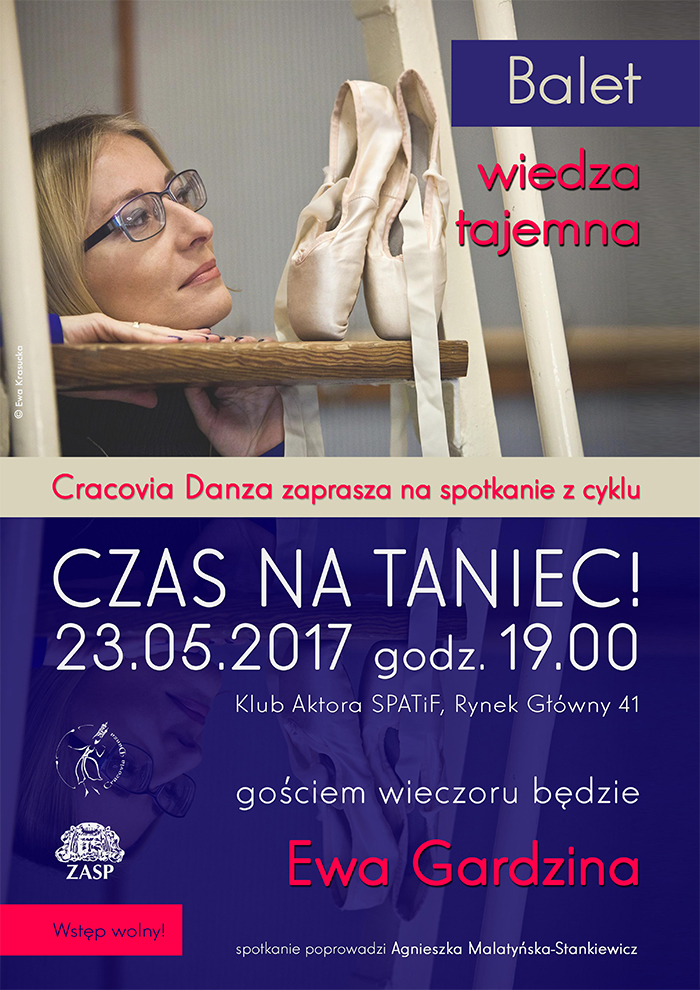 Balet
wiedza
tajemna
© Ewa Krasucka
Cracovia Danza zaprasza na spotkanie z cyklu
CZAS NA TANIEC!
23.05.2017 godz. 19.00
Klub Aktora SPATiF, Rynek Główny 41
Cracovia Danza
gościem wieczoru będzie
ZASP
Ewa Gardzina
Wstęp wolny!
spotkanie poprowadzi Agnieszka Malatyńska-Stankiewicz